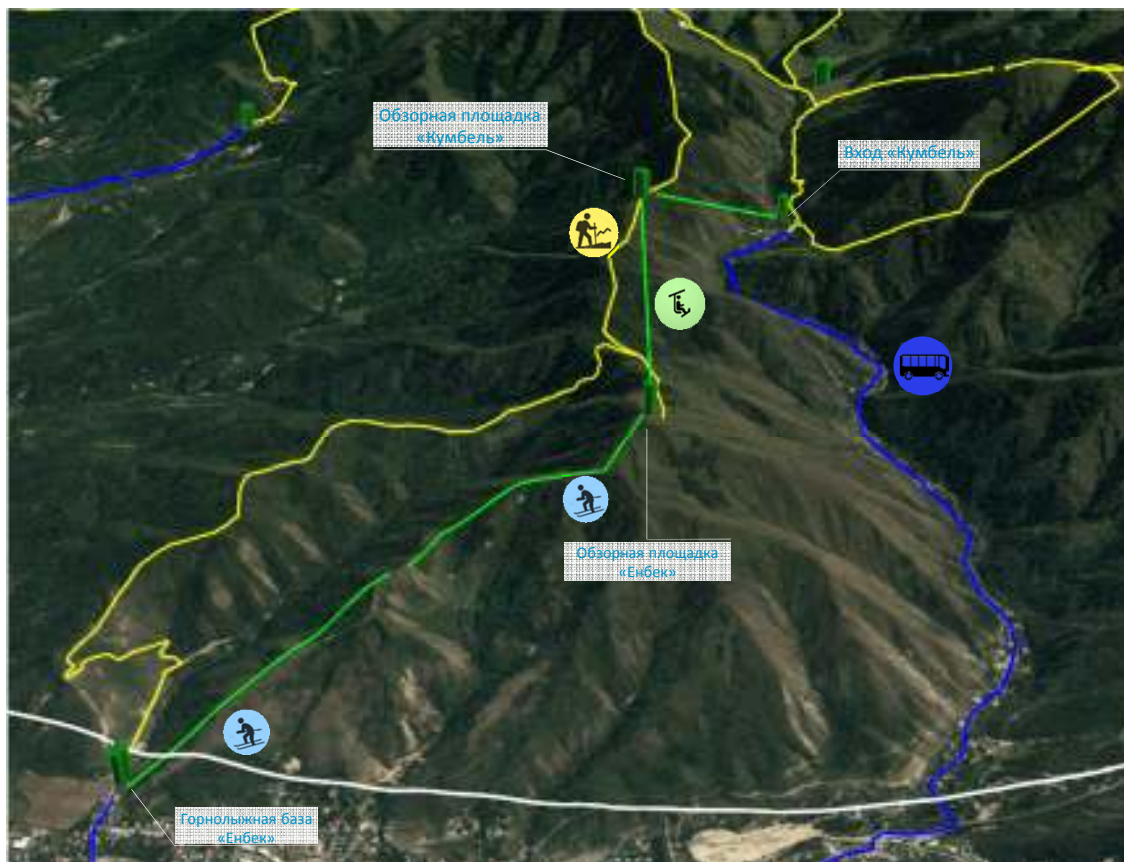 Обзорная площадка
«Кумбель»
Вход «Кумбель»
Обзорная площадка
«Енбек»
Горнолыжная база
«Енбек»